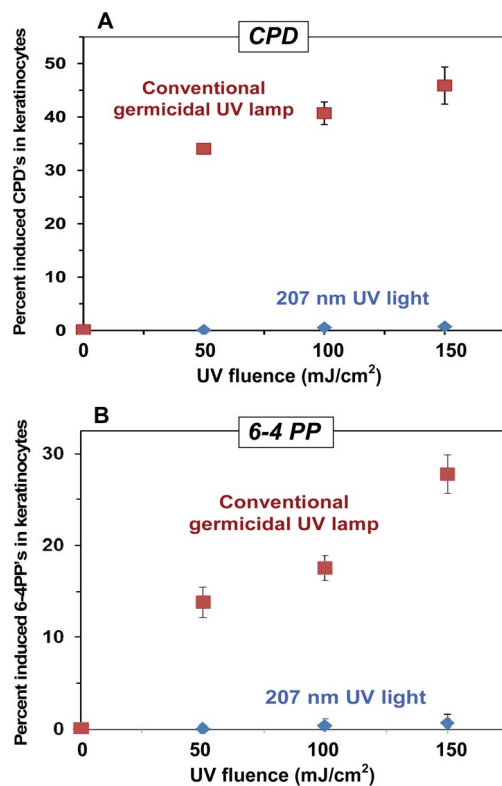 A
CPD
Percent induced CPD's in keratinocytes
50
40
30
20
10
0
Conventional
germicidal UV lamp
207 nm UV light
0 50 100 150
UV fluence (mJ/cm²)
B
6-4 PP
Percent induced 6-4PP's in keratinocytes
30
20
10
0
Conventional
germicidal UV lamp
207 nm UV light
0 50 100 150
UV fluence (mJ/cm²)